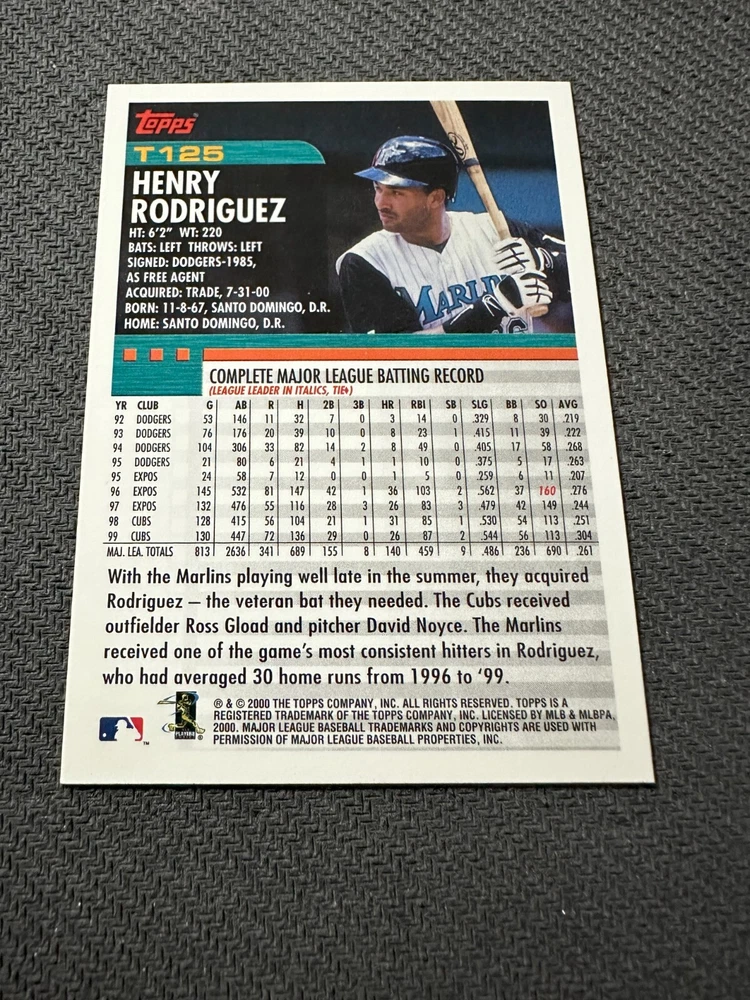 Topps
T125
HENRY
RODRIGUEZ
HT: 6'2" WT: 220
BATS: LEFT THROWS: LEFT
SIGNED: DODGERS-1985,
AS FREE AGENT
ACQUIRED: TRADE, 7-31-00
BORN: 11-8-67, SANTO DOMINGO, D.R.
HOME: SANTO DOMINGO, D.R.
MARLI
COMPLETE MAJOR LEAGUE BATTING RECORD
(LEAGUE LEADER IN ITALICS, TIE♦)
YR CLUB G AB R H 2B 3B HR RBI SB SLG BB SO AVG
92 DODGERS 53 146 11 32 7 0 3 14 0 .329 8 30 .219
93 DODGERS 76 176 20 39 10 0 8 23 1 .415 11 39 .222
94 DODGERS 104 306 33 82 14 2 8 49 0 .405 17 58 .268
95 DODGERS 21 80 6 21 4 1 1 10 0 .375 5 17 .263
95 EXPOS 24 58 7 12 0 0 1 5 0 .259 6 11 .207
96 EXPOS 145 532 81 147 42 1 36 103 2 .562 37 160 .276
97 EXPOS 132 476 55 116 28 3 26 83 3 .479 42 149 .244
98 CUBS 128 415 56 104 21 1 31 85 1 .530 54 113 .251
99 CUBS 130 447 72 136 29 0 26 87 2 .544 56 113 .304
MAJ. LEA. TOTALS 813 2636 341 689 155 8 140 459 9 .486 236 690 .261
With the Marlins playing well late in the summer, they acquired
Rodriguez – the veteran bat they needed. The Cubs received
outfielder Ross Gload and pitcher David Noyce. The Marlins
received one of the game's most consistent hitters in Rodriguez,
who had averaged 30 home runs from 1996 to '99.
® & © 2000 THE TOPPS COMPANY, INC. ALL RIGHTS RESERVED. TOPPS IS A
REGISTERED TRADEMARK OF THE TOPPS COMPANY, INC. LICENSED BY MLB & MLBPA,
2000. MAJOR LEAGUE BASEBALL TRADEMARKS AND COPYRIGHTS ARE USED WITH
PERMISSION OF MAJOR LEAGUE BASEBALL PROPERTIES, INC.
PLAYERS
TM